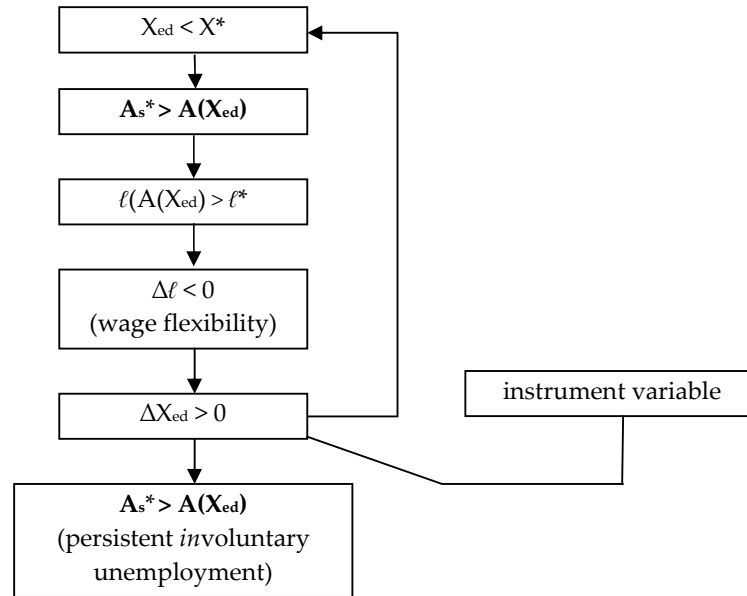 Xed < X*
As* > A(Xed)
ℓ(A(Xed) > ℓ*
Δℓ < 0
(wage flexibility)
instrument variable
ΔXed > 0
As* > A(Xed)
(persistent involuntary
unemployment)